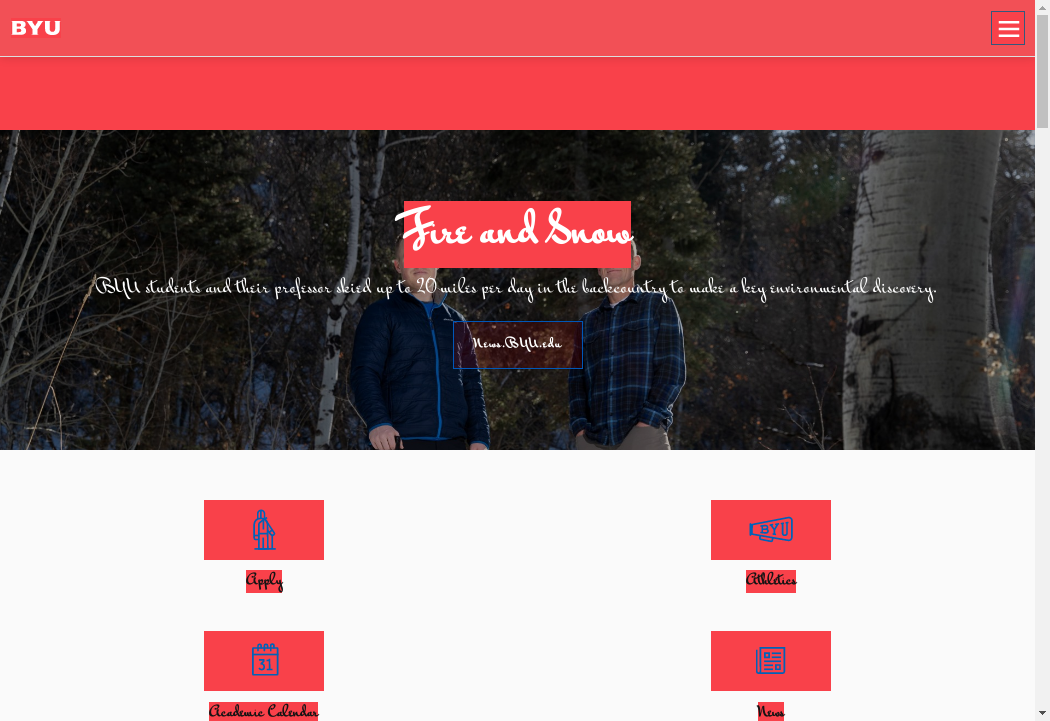 BYU
Fire and Snow
BYU students and their professor skied up to 20 miles per day in the backcountry to make a key environmental discovery.
News.BYU.edu
BYU
Apply
Athletics
31
Academic Calendar
News